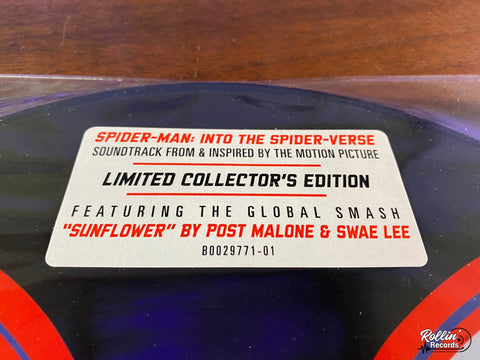 SPIDER-MAN: INTO THE SPIDER-VERSE
SOUNDTRACK FROM & INSPIRED BY THE MOTION PICTURE
LIMITED COLLECTOR'S EDITION
FEATURING THE GLOBAL SMASH
"SUNFLOWER" BY POST MALONE & SWAE LEE
B0029771-01
Rollin'
Records